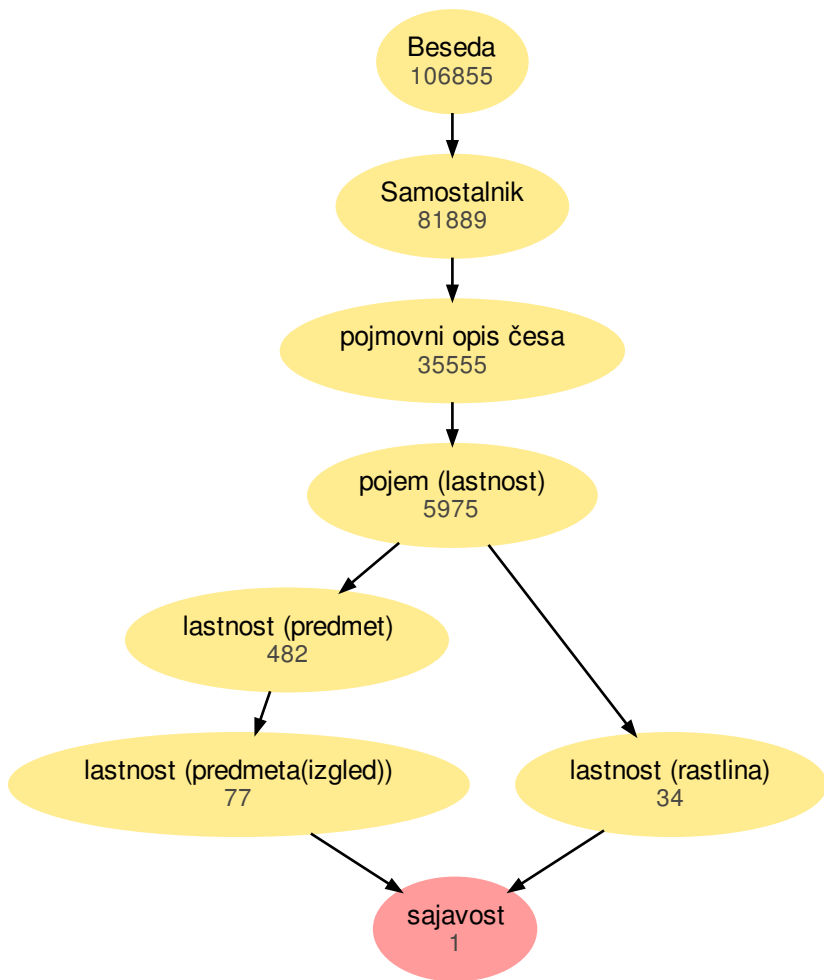 Beseda
106855
Samostalnik
81889
pojmovni opis česa
35555
pojem (lastnost)
5975
lastnost (predmet)
482
lastnost (predmeta(izgled))
77
lastnost (rastlina)
34
sajavost
1